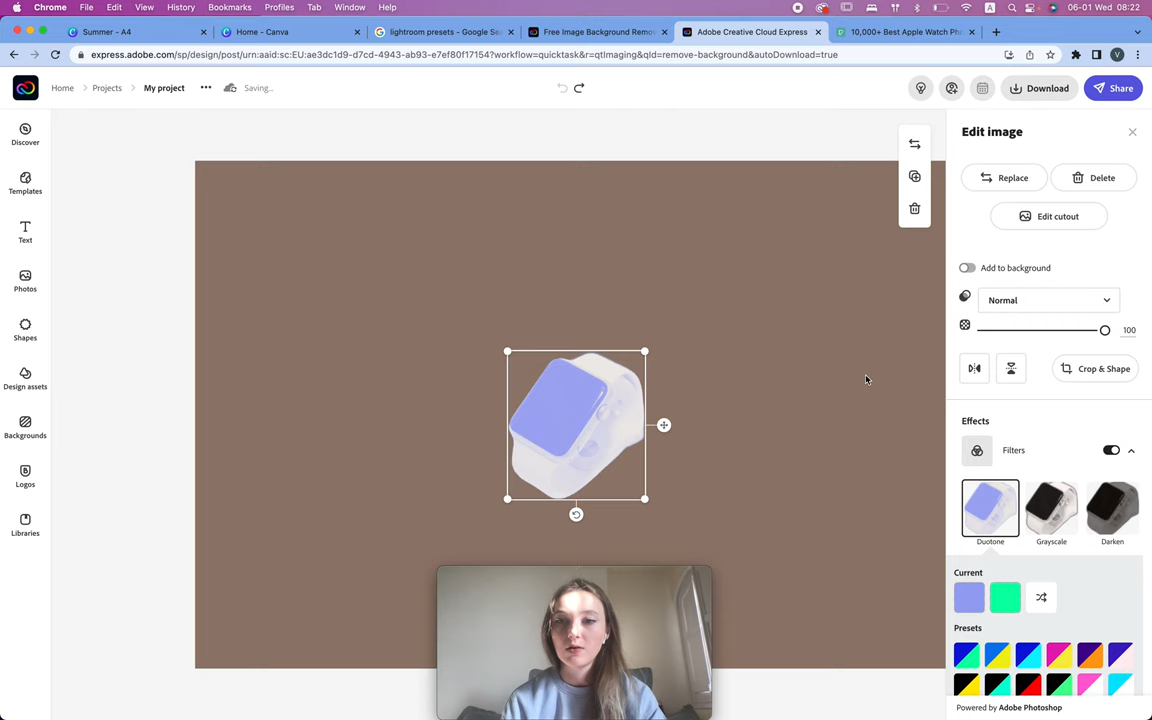 Chrome File Edit View History Bookmarks Profiles Tab Window Help A 06-01 Wed 08:22
Summer - A4
Home - Canva
lightroom presets - Google Se
Free Image Background Remov
Adobe Creative Cloud Express
10,000+ Best Apple Watch Ph
express.adobe.com/sp/design/post/urn:aaid:sc:EU:ae3dc1d9-d7cd-4943-ab93-e7ef80f17154?workflow=quicktask&r=qtImaging&qId=remove-background&autoDownload=true
V
Home Projects My project Saving... Download Share
Discover
Templates
Text
Photos
Shapes
Design assets
Backgrounds
Logos
Libraries
Edit image
Replace Delete
Edit cutout
Add to background
Normal
100
Crop & Shape
Effects
Filters
Duotone Grayscale Darken
Current
Presets
Powered by Adobe Photoshop